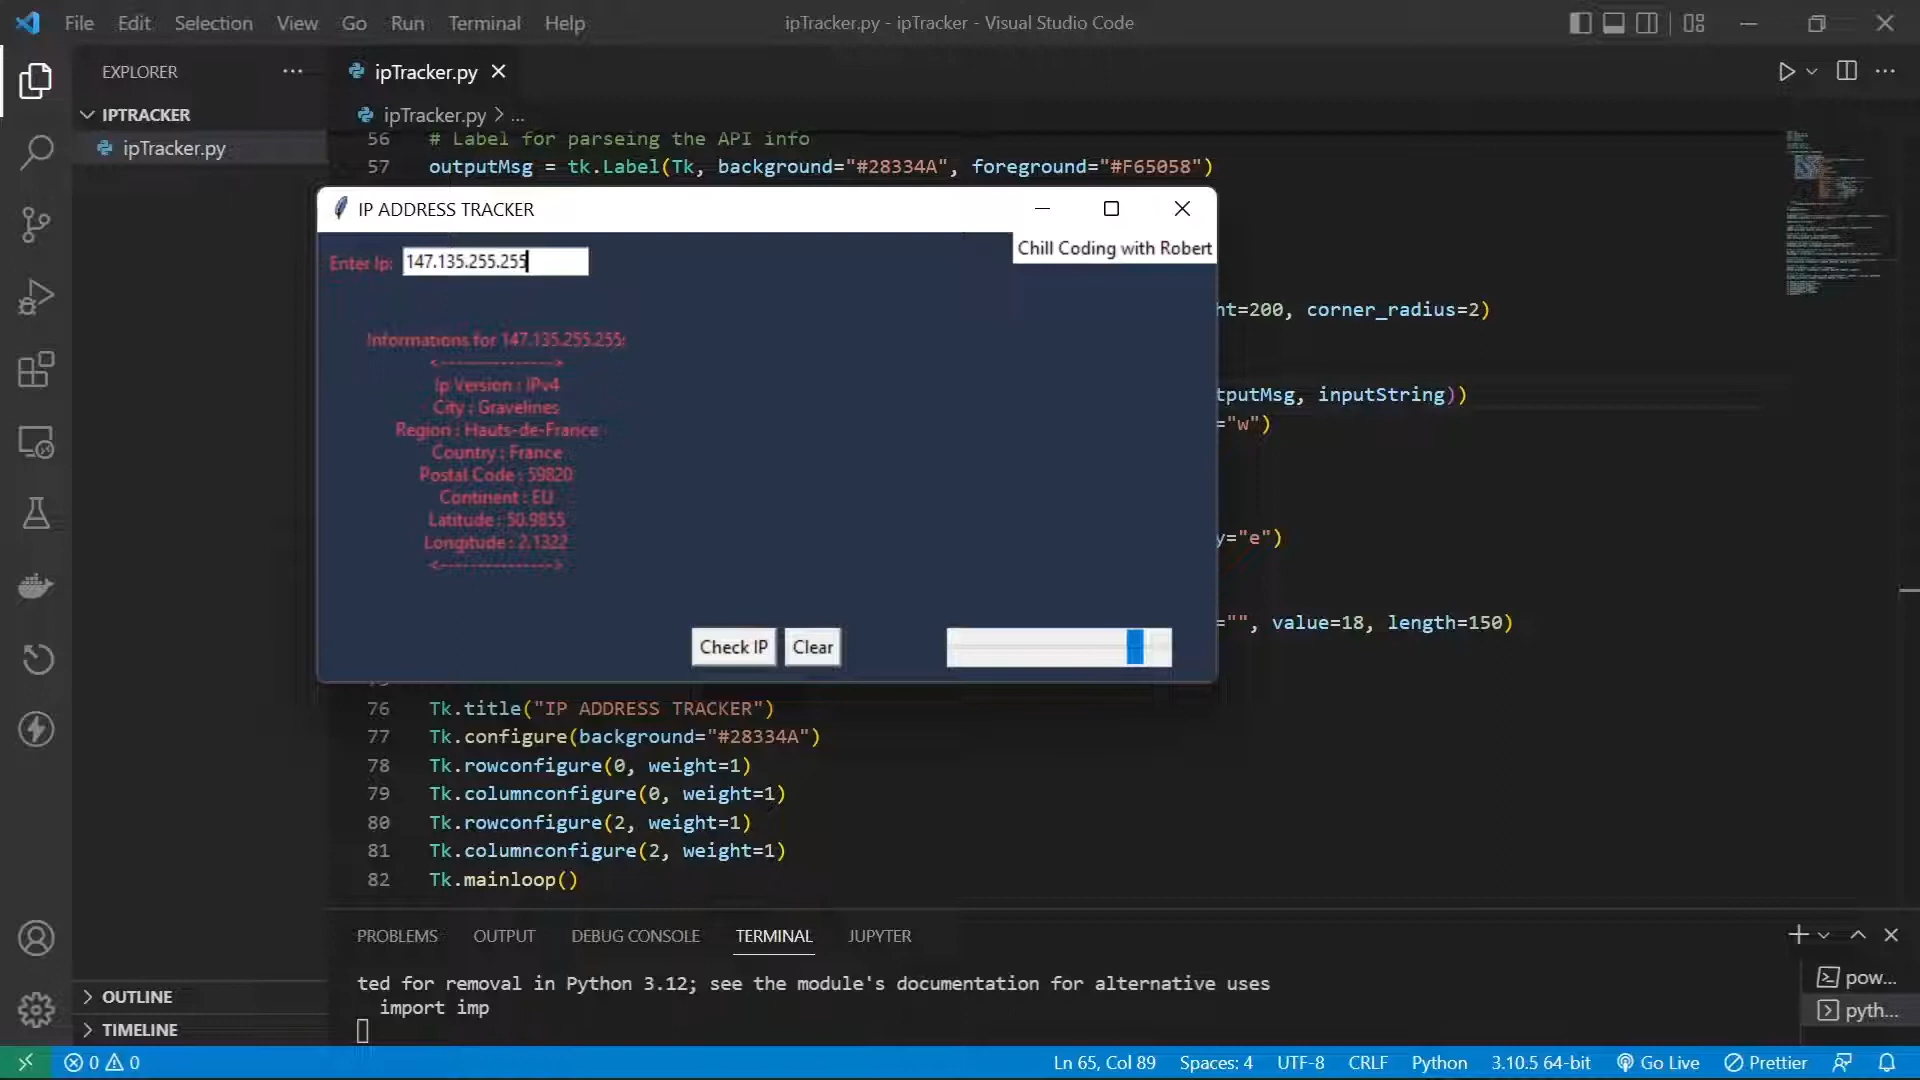 File Edit Selection View Go Run Terminal Help
ipTracker.py - ipTracker - Visual Studio Code
EXPLORER
IPTRACKER
ipTracker.py
ipTracker.py
ipTracker.py > ...
56 # Label for parseing the API info
57 outputMsg = tk.Label(Tk, background="#28334A", foreground="#F65058")
IP ADDRESS TRACKER
Chill Coding with Robert
Enter Ip: 147.135.255.255
Informations for 147.135.255.255:
<---------------->
Ip Version : IPv4
City : Gravelines
Region : Hauts-de-France
Country : France
Postal Code : 59820
Continent : EU
Latitude : 50.9855
Longitude : 2.1322
<---------------->
Check IP Clear
ht=200, corner_radius=2)
tputMsg, inputString))
="w")
y="e")
="", value=18, length=150)
76 Tk.title("IP ADDRESS TRACKER")
77 Tk.configure(background="#28334A")
78 Tk.rowconfigure(0, weight=1)
79 Tk.columnconfigure(0, weight=1)
80 Tk.rowconfigure(2, weight=1)
81 Tk.columnconfigure(2, weight=1)
82 Tk.mainloop()
PROBLEMS OUTPUT DEBUG CONSOLE TERMINAL JUPYTER
ted for removal in Python 3.12; see the module's documentation for alternative uses
import imp
pow...
pyth...
OUTLINE
TIMELINE
0 0
Ln 65, Col 89 Spaces: 4 UTF-8 CRLF Python 3.10.5 64-bit Go Live Prettier